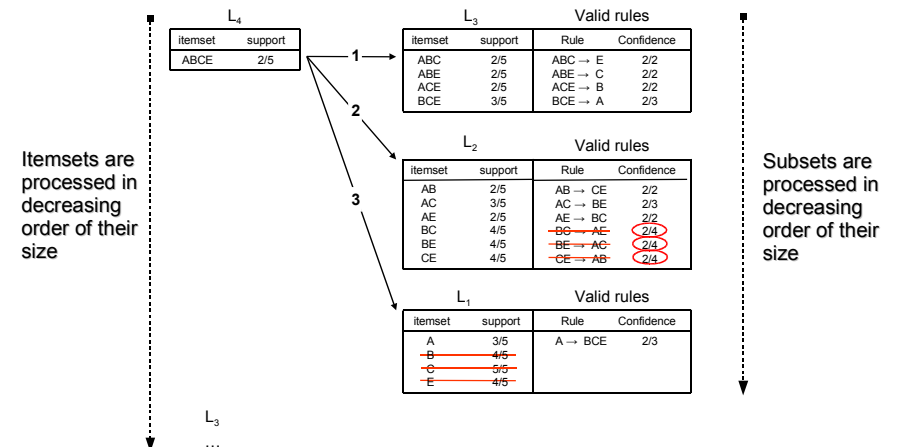 L4
itemset support
ABCE 2/5
1
2
3
L3 Valid rules
itemset support Rule Confidence
ABC 2/5 ABC → E 2/2
ABE 2/5 ABE → C 2/2
ACE 2/5 ACE → B 2/2
BCE 3/5 BCE → A 2/3
L2 Valid rules
itemset support Rule Confidence
AB 2/5 AB → CE 2/2
AC 3/5 AC → BE 2/3
AE 2/5 AE → BC 2/2
BC 4/5 BC → AE 2/4
BE 4/5 BE → AC 2/4
CE 4/5 CE → AB 2/4
L1 Valid rules
itemset support Rule Confidence
A 3/5 A → BCE 2/3
B 4/5
C 5/5
E 4/5
Itemsets are
processed in
decreasing
order of their
size
Subsets are
processed in
decreasing
order of their
size
L3
...